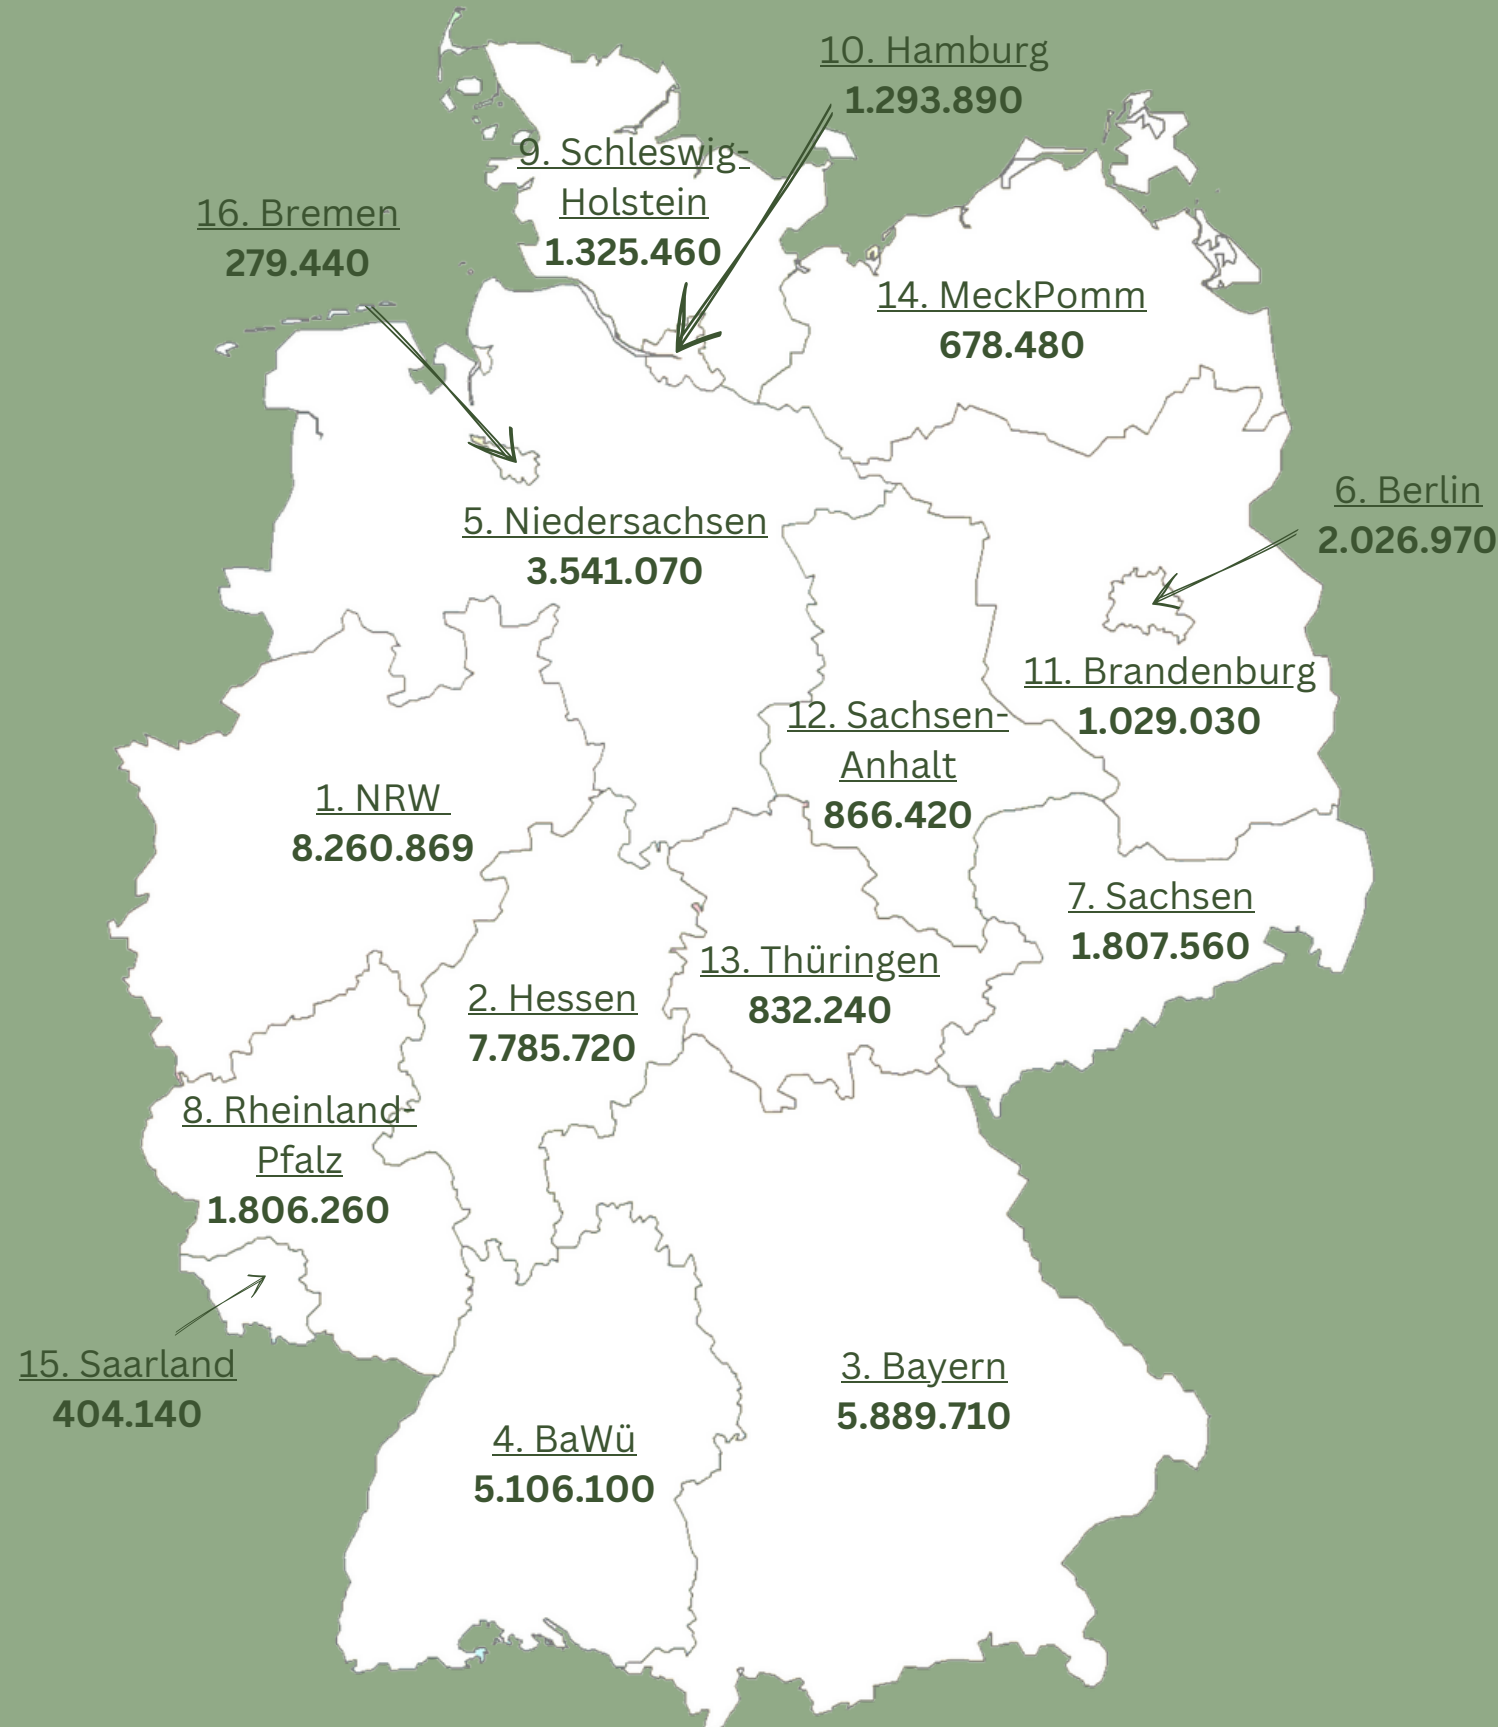 10. Hamburg
1.293.890
9. Schleswig-
Holstein
1.325.460
16. Bremen
279.440
14. MeckPomm
678.480
6. Berlin
2.026.970
5. Niedersachsen
3.541.070
11. Brandenburg
1.029.030
12. Sachsen-
Anhalt
866.420
1. NRW
8.260.869
7. Sachsen
1.807.560
13. Thüringen
832.240
2. Hessen
7.785.720
8. Rheinland-
Pfalz
1.806.260
15. Saarland
404.140
3. Bayern
5.889.710
4. BaWü
5.106.100